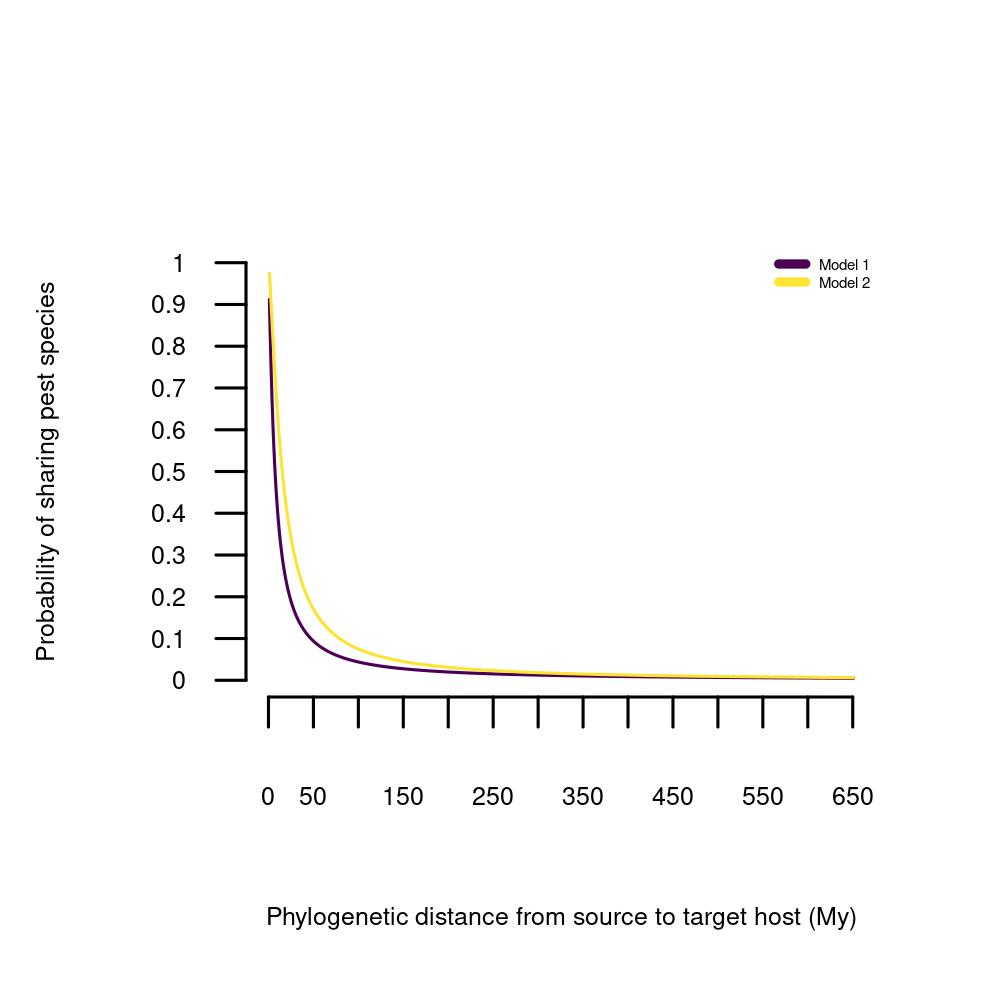 Model 1
Model 2
Probability of sharing pest species
1
0.9
0.8
0.7
0.6
0.5
0.4
0.3
0.2
0.1
0
0 50 150 250 350 450 550 650
Phylogenetic distance from source to target host (My)